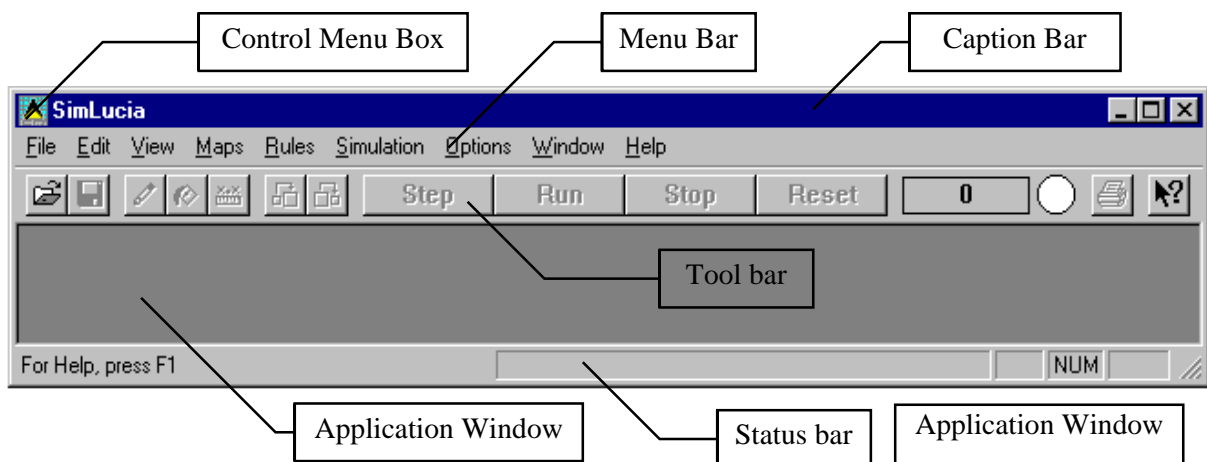 Control Menu Box
Menu Bar
Caption Bar
SimLucia
File Edit View Maps Rules Simulation Options Window Help
Step Run Stop Reset 0
Tool bar
For Help, press F1
NUM
Application Window
Status bar
Application Window